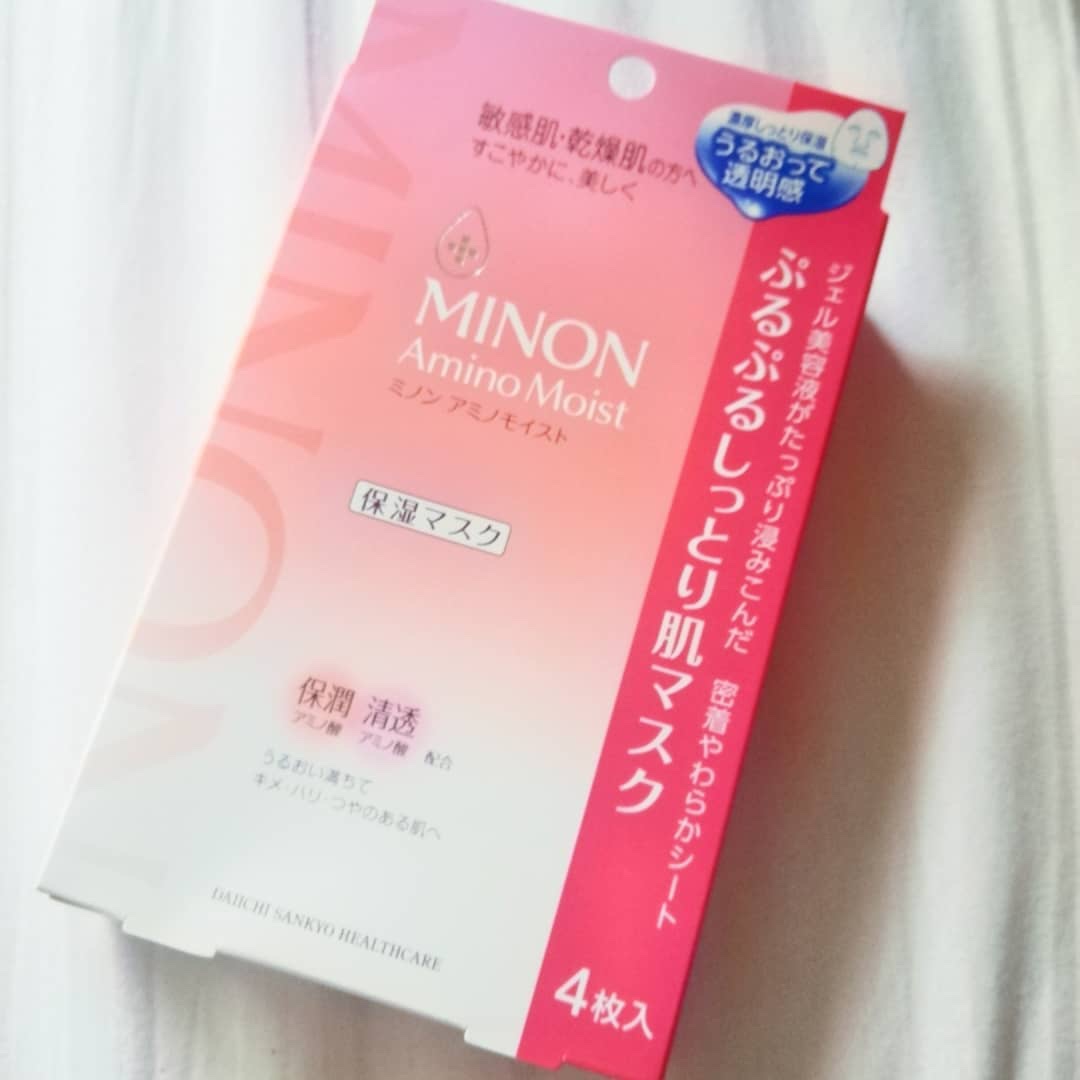 敏感肌・乾燥肌の方へ
すこやかに、美しく
濃厚しっとり保湿
うるおって
透明感
MINON
MINON
Amino Moist
ミノン アミノモイスト
保湿マスク
ジェル美容液がたっぷり浸みこんだ 密着やわらかシート
ぷるぷるしっとり肌マスク
保潤 清透
アミノ酸 アミノ酸 配合
うるおい満ちて
キメ・ハリ・つやのある肌へ
DAIICHI SANKYO HEALTHCARE
4枚入